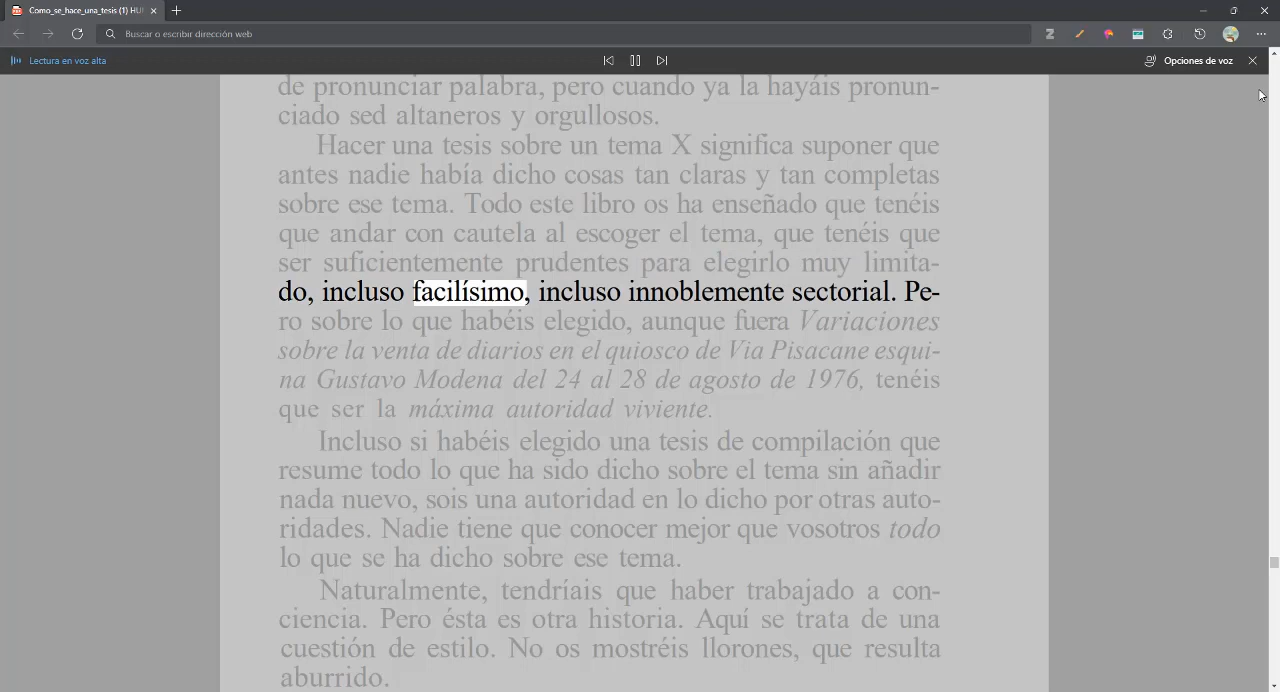 Como_se_hace_una_tesis (1) HU
Buscar o escribir dirección web
Lectura en voz alta
Opciones de voz
de pronunciar palabra, pero cuando ya la hayáis pronun-
ciado sed altaneros y orgullosos.
Hacer una tesis sobre un tema X significa suponer que
antes nadie había dicho cosas tan claras y tan completas
sobre ese tema. Todo este libro os ha enseñado que tenéis
que andar con cautela al escoger el tema, que tenéis que
ser suficientemente prudentes para elegirlo muy limita-
do, incluso facilísimo, incluso innoblemente sectorial. Pe-
ro sobre lo que habéis elegido, aunque fuera Variaciones
sobre la venta de diarios en el quiosco de Via Pisacane esqui-
na Gustavo Modena del 24 al 28 de agosto de 1976, tenéis
que ser la máxima autoridad viviente.
Incluso si habéis elegido una tesis de compilación que
resume todo lo que ha sido dicho sobre el tema sin añadir
nada nuevo, sois una autoridad en lo dicho por otras auto-
ridades. Nadie tiene que conocer mejor que vosotros todo
lo que se ha dicho sobre ese tema.
Naturalmente, tendríais que haber trabajado a con-
ciencia. Pero ésta es otra historia. Aquí se trata de una
cuestión de estilo. No os mostréis llorones, que resulta
aburrido.